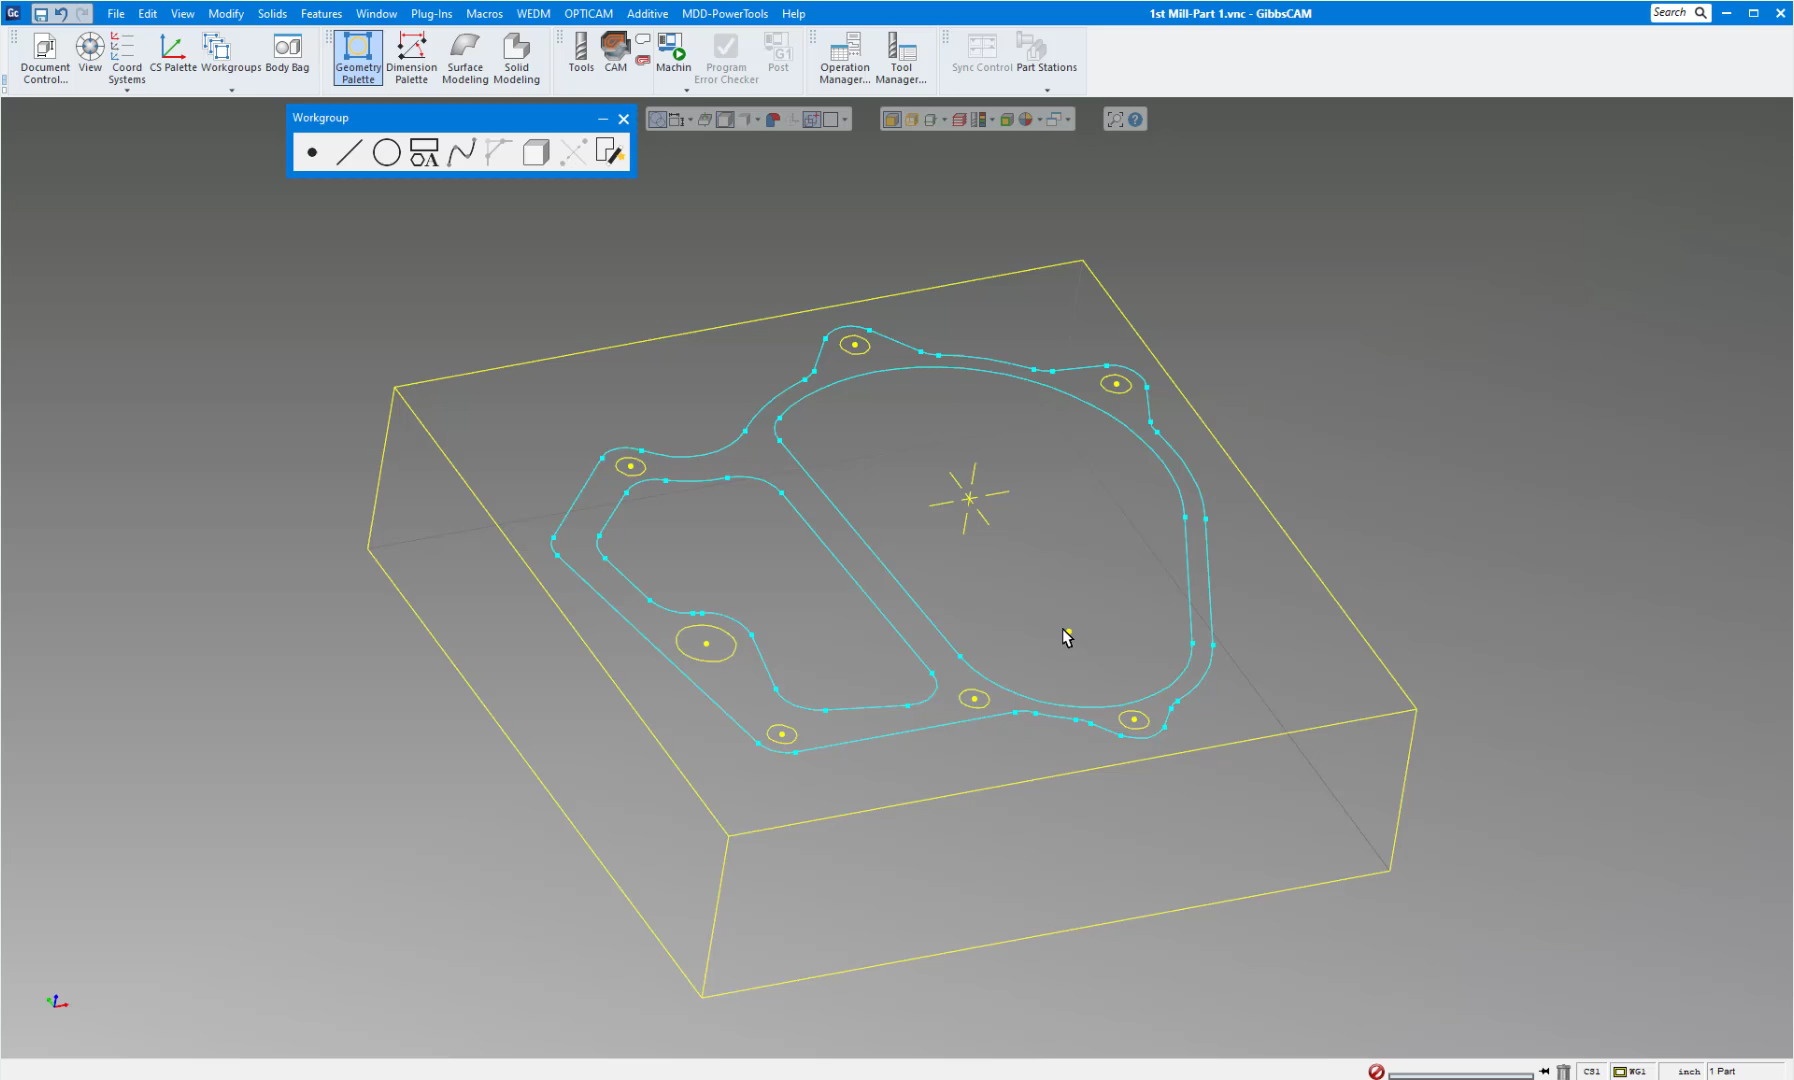 Gc File Edit View Modify Solids Features Window Plug-Ins Macros WEDM OPTICAM Additive MDD-PowerTools Help 1st Mill-Part 1.vnc - GibbsCAM Search
Document Control... View Coord Systems CS Palette Workgroups Body Bag Geometry Palette Dimension Palette Surface Modeling Solid Modeling Tools CAM Machin Program Error Checker G1 Post Operation Manager... Tool Manager... Sync Control Part Stations
Workgroup
A
CS1 WG1 inch 1 Part